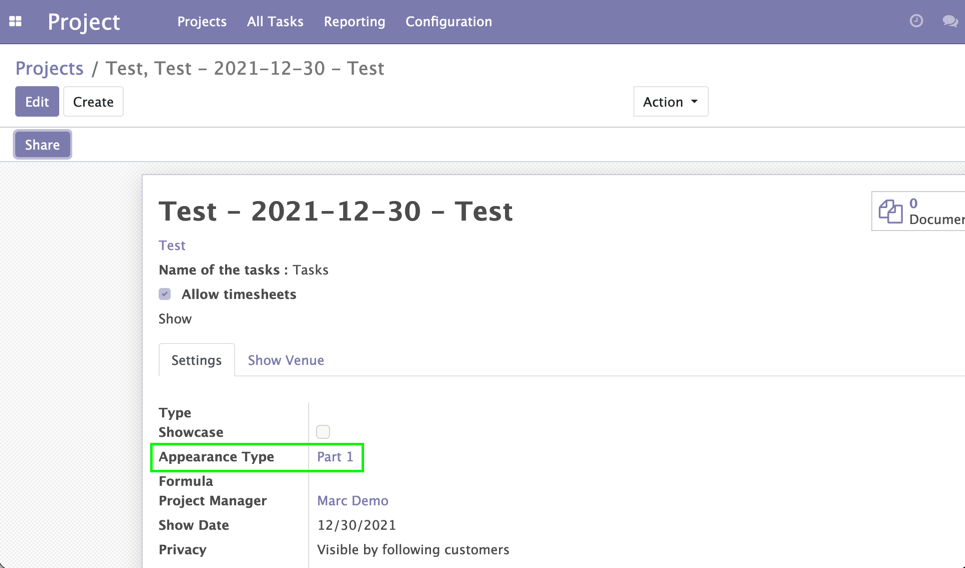 Project Projects All Tasks Reporting Configuration
Projects / Test, Test - 2021-12-30 - Test
Edit Create Action
Share
Test - 2021-12-30 - Test
0
Documen
Test
Name of the tasks : Tasks
Allow timesheets
Show
Settings Show Venue
Type
Showcase
Appearance Type Part 1
Formula
Project Manager Marc Demo
Show Date 12/30/2021
Privacy Visible by following customers